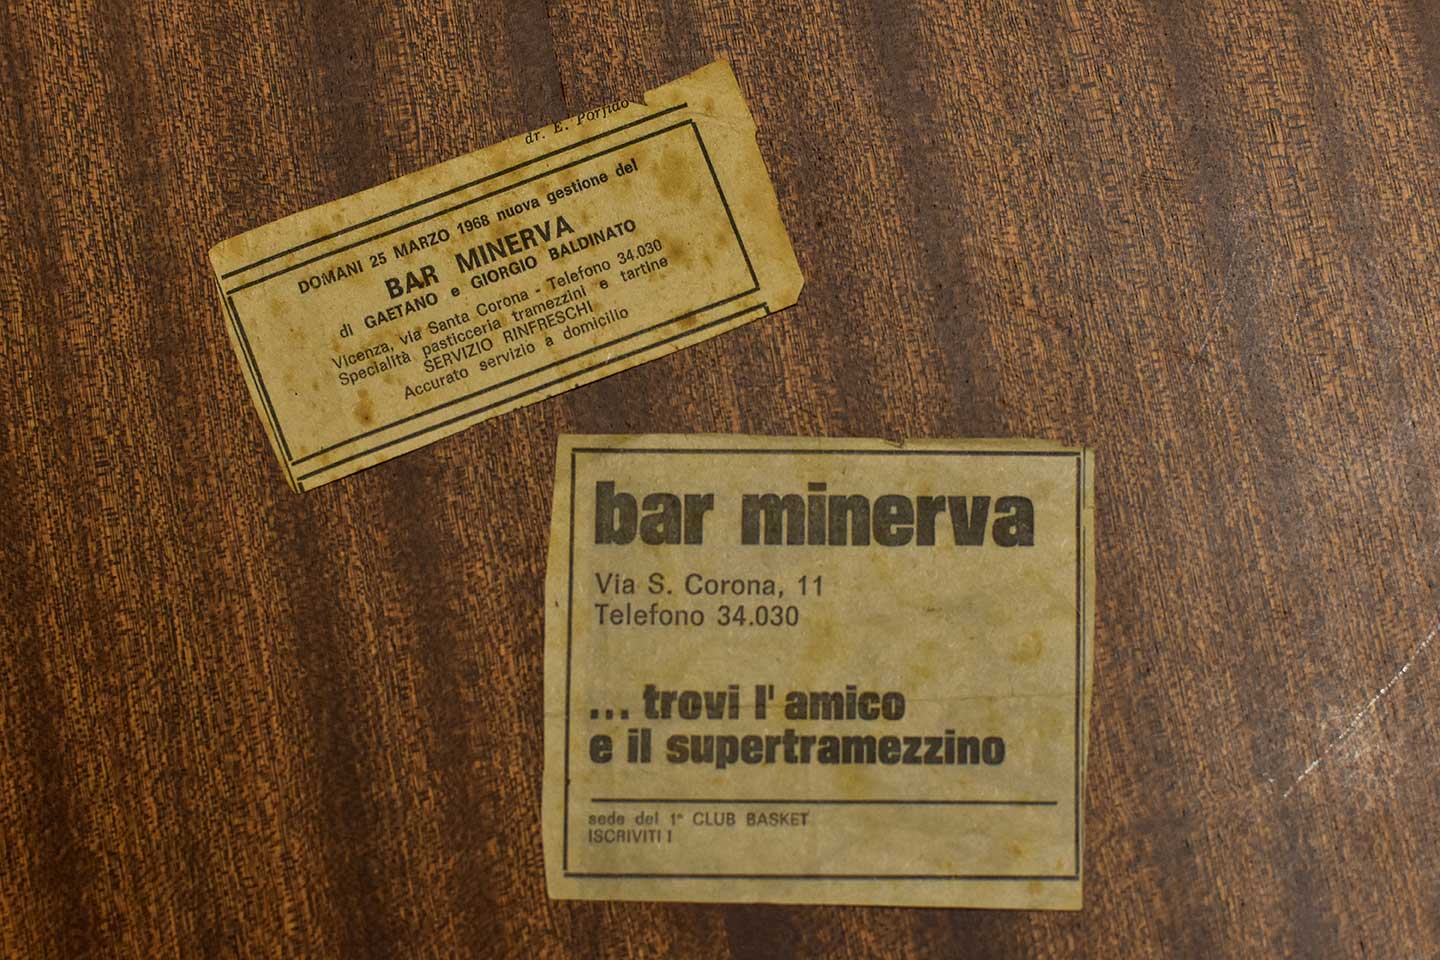 dr. E. Porfido
DOMANI 25 MARZO 1968 nuova gestione del
BAR MINERVA
di GAETANO e GIORGIO BALDINATO
Vicenza, via Santa Corona - Telefono 34.030
Specialità pasticceria tramezzini e tartine
SERVIZIO RINFRESCHI
Accurato servizio a domicilio
bar minerva
Via S. Corona, 11
Telefono 34.030
... trovi l'amico
e il supertramezzino
sede del 1° CLUB BASKET
ISCRIVITI !